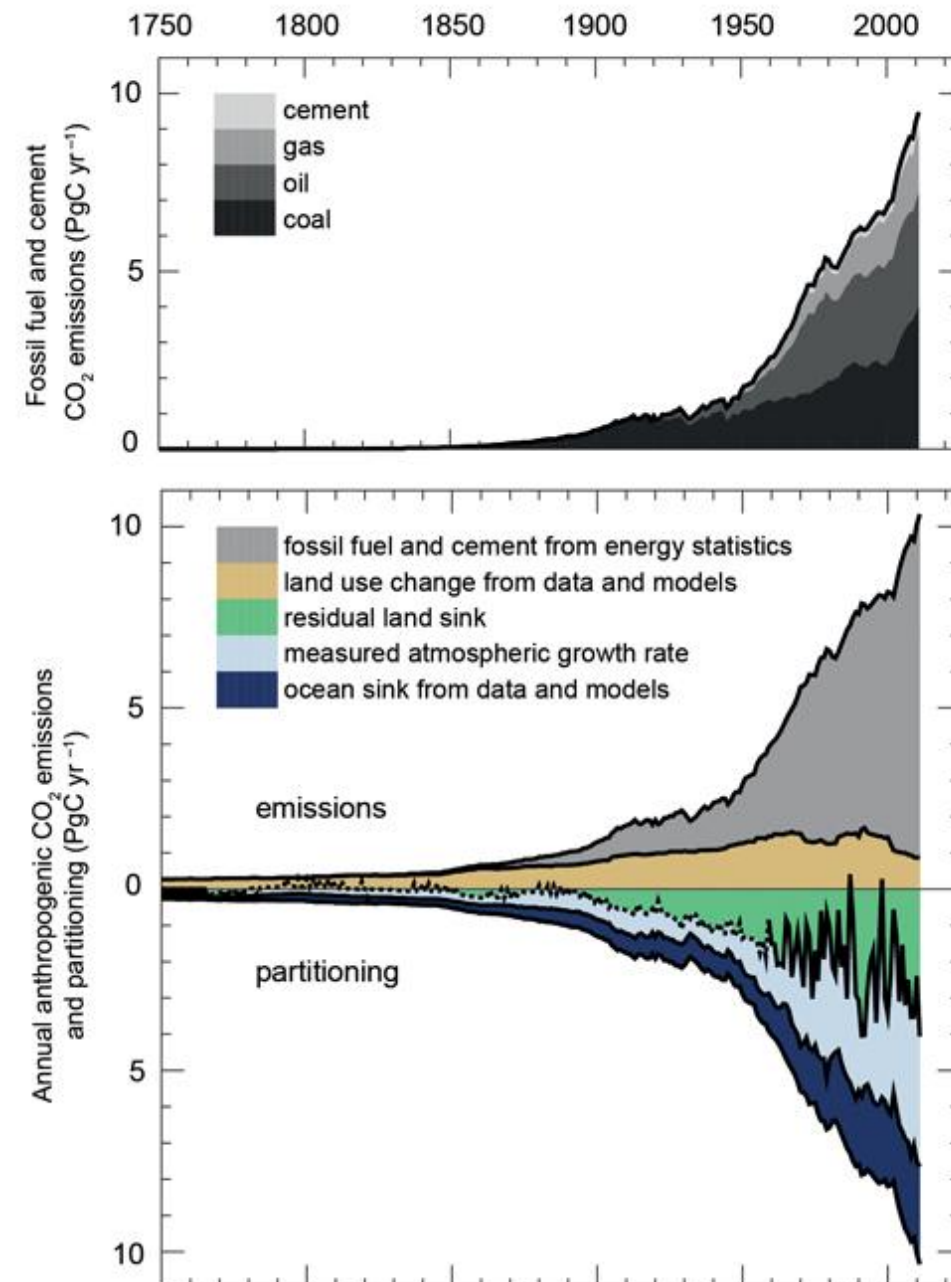 1750 1800 1850 1900 1950 2000
10
5
0
Fossil fuel and cement
CO₂ emissions (PgC yr⁻¹)
cement
gas
oil
coal
10
5
0
5
10
Annual anthropogenic CO₂ emissions
and partitioning (PgC yr⁻¹)
fossil fuel and cement from energy statistics
land use change from data and models
residual land sink
measured atmospheric growth rate
ocean sink from data and models
emissions
partitioning